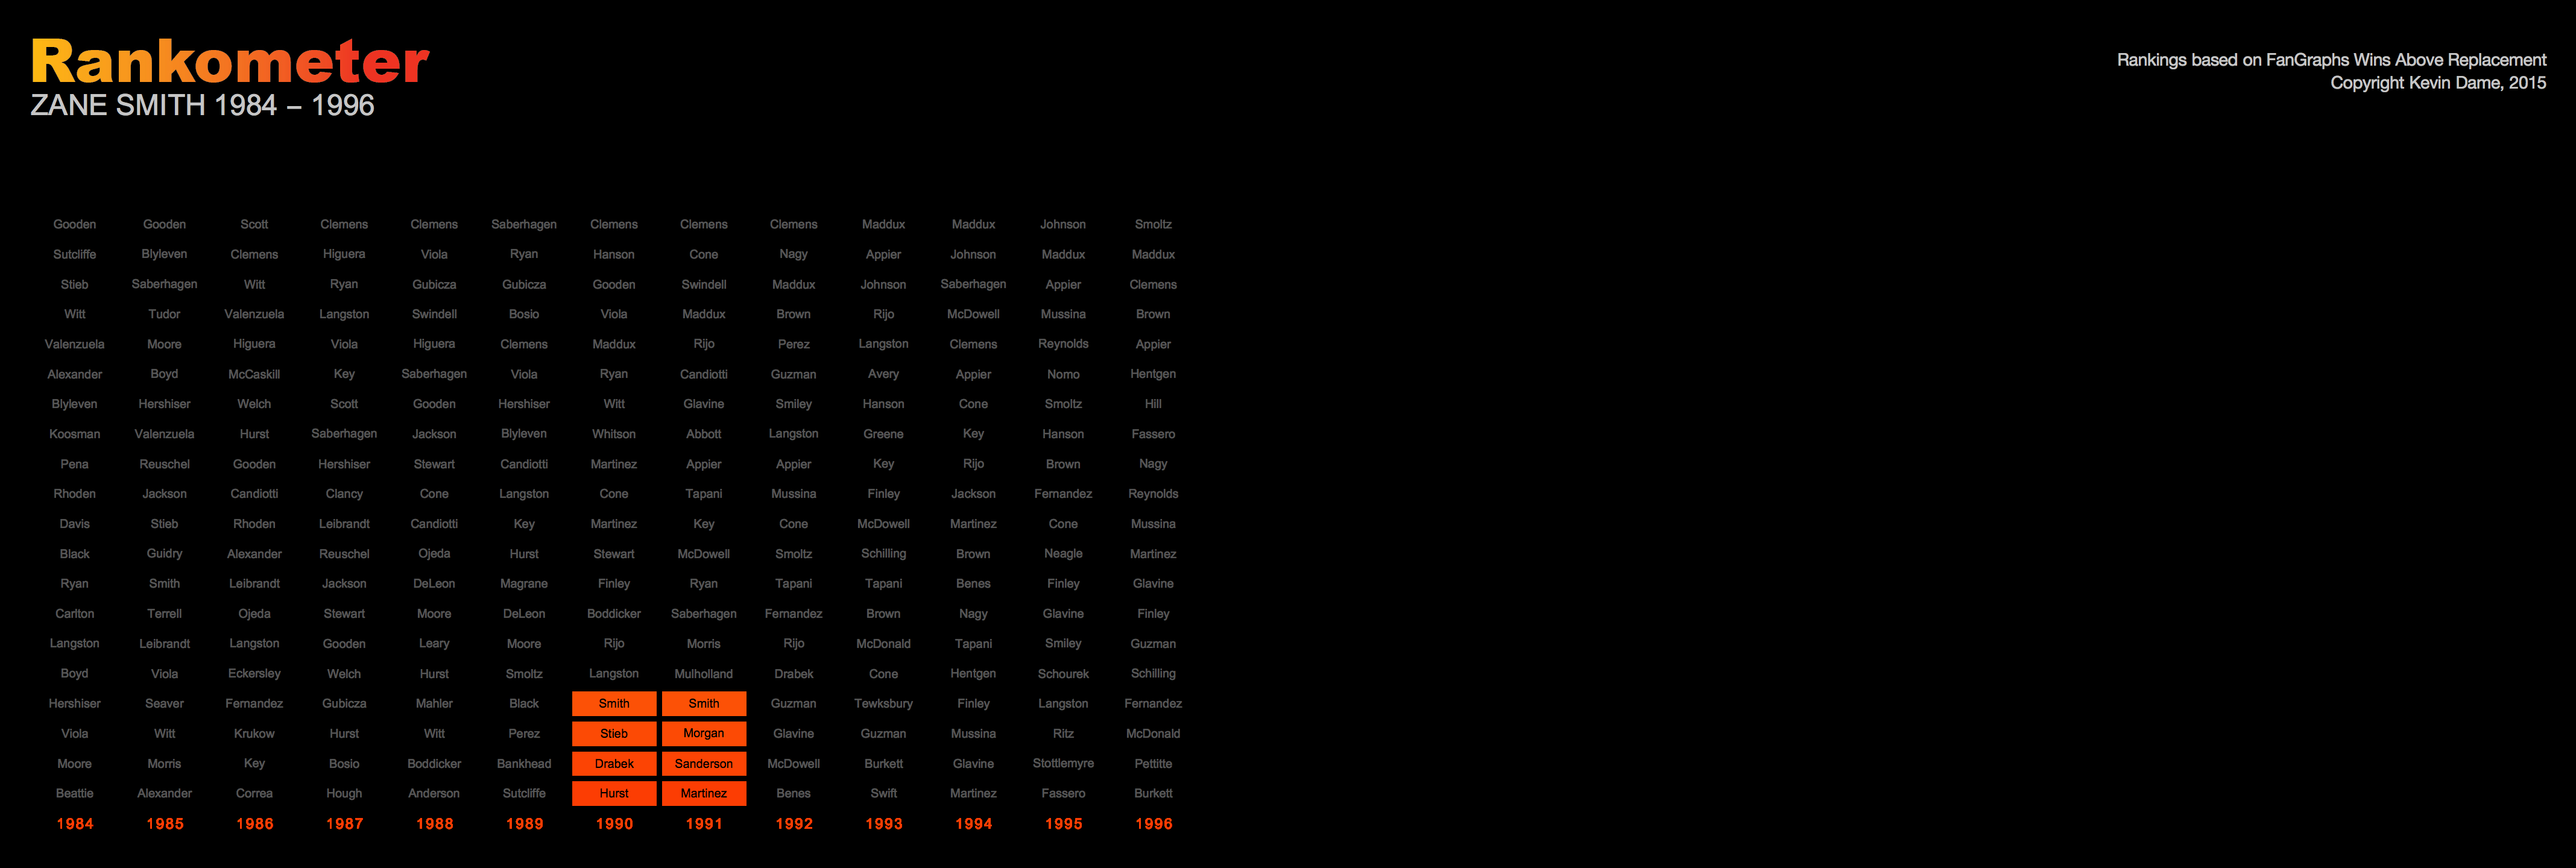 Rankometer
ZANE SMITH 1984 – 1996
Rankings based on FanGraphs Wins Above Replacement
Copyright Kevin Dame, 2015
Gooden Gooden Scott Clemens Clemens Saberhagen Clemens Clemens Clemens Maddux Maddux Johnson Smoltz
Sutcliffe Blyleven Clemens Higuera Viola Ryan Hanson Cone Nagy Appier Johnson Maddux Maddux
Stieb Saberhagen Witt Ryan Gubicza Gubicza Gooden Swindell Maddux Johnson Saberhagen Appier Clemens
Witt Tudor Valenzuela Langston Swindell Bosio Viola Maddux Brown Rijo McDowell Mussina Brown
Valenzuela Moore Higuera Viola Higuera Clemens Maddux Rijo Perez Langston Clemens Reynolds Appier
Alexander Boyd McCaskill Key Saberhagen Viola Ryan Candiotti Guzman Avery Appier Nomo Hentgen
Blyleven Hershiser Welch Scott Gooden Hershiser Witt Glavine Smiley Hanson Cone Smoltz Hill
Koosman Valenzuela Hurst Saberhagen Jackson Blyleven Whitson Abbott Langston Greene Key Hanson Fassero
Pena Reuschel Gooden Hershiser Stewart Candiotti Martinez Appier Appier Key Rijo Brown Nagy
Rhoden Jackson Candiotti Clancy Cone Langston Cone Tapani Mussina Finley Jackson Fernandez Reynolds
Davis Stieb Rhoden Leibrandt Candiotti Key Martinez Key Cone McDowell Martinez Cone Mussina
Black Guidry Alexander Reuschel Ojeda Hurst Stewart McDowell Smoltz Schilling Brown Neagle Martinez
Ryan Smith Leibrandt Jackson DeLeon Magrane Finley Ryan Tapani Tapani Benes Finley Glavine
Carlton Terrell Ojeda Stewart Moore DeLeon Boddicker Saberhagen Fernandez Brown Nagy Glavine Finley
Langston Leibrandt Langston Gooden Leary Moore Rijo Morris Rijo McDonald Tapani Smiley Guzman
Boyd Viola Eckersley Welch Hurst Smoltz Langston Mulholland Drabek Cone Hentgen Schourek Schilling
Hershiser Seaver Fernandez Gubicza Mahler Black Smith Smith Guzman Tewksbury Finley Langston Fernandez
Viola Witt Krukow Hurst Witt Perez Stieb Morgan Glavine Guzman Mussina Ritz McDonald
Moore Morris Key Bosio Boddicker Bankhead Drabek Sanderson McDowell Burkett Glavine Stottlemyre Pettitte
Beattie Alexander Correa Hough Anderson Sutcliffe Hurst Martinez Benes Swift Martinez Fassero Burkett
1984 1985 1986 1987 1988 1989 1990 1991 1992 1993 1994 1995 1996